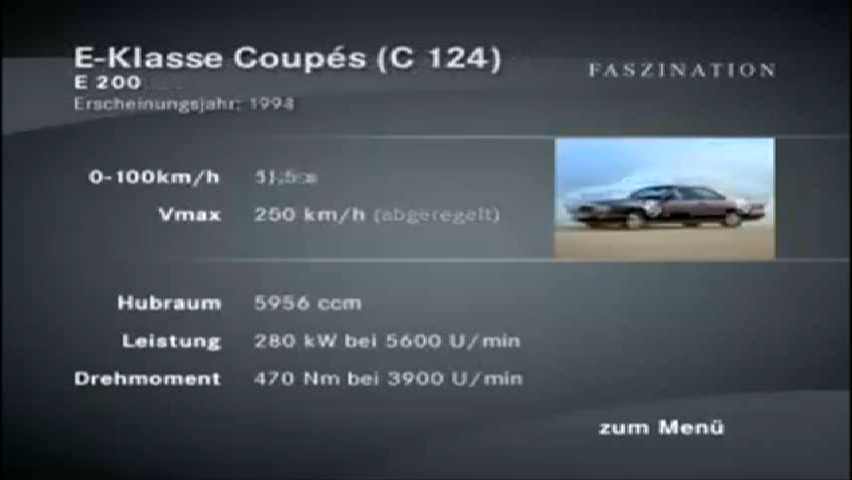 E-Klasse Coupés (C 124)
E 200
FASZINATION
Erscheinungsjahr:
0-100km/h
Vmax 250 km/h (abgeregelt)
Hubraum 5956 ccm
Leistung 280 kW bei 5600 U/min
Drehmoment 470 Nm bei 3900 U/min
zum Menü